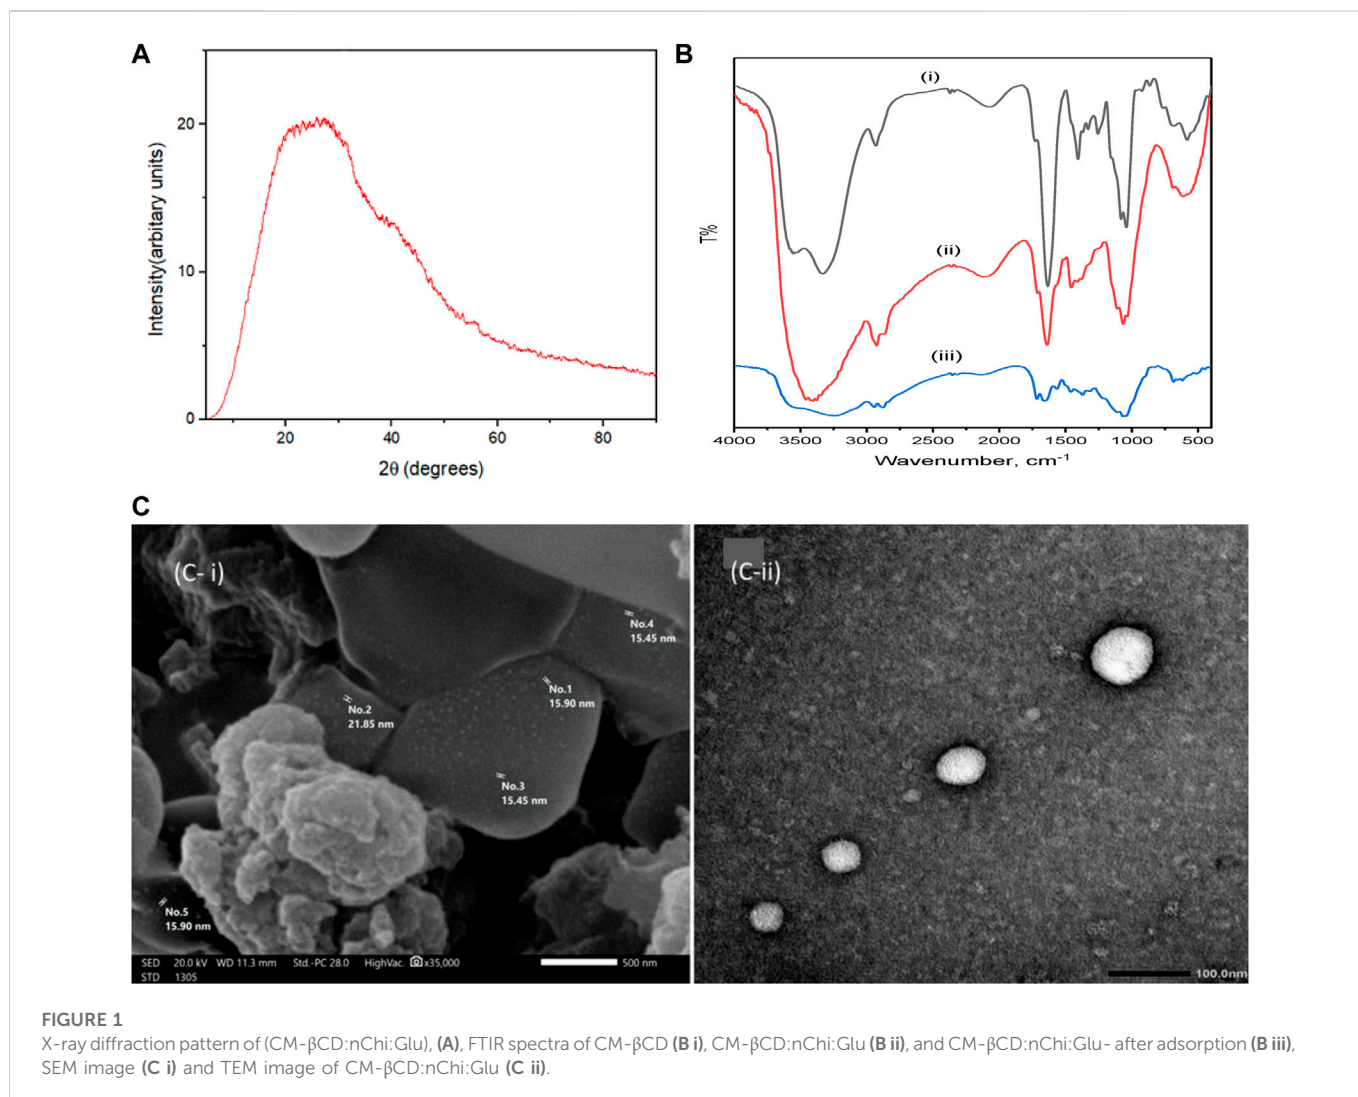 A
Intensity(arbitary units)
20
10
0
20
40
60
80
2θ (degrees)
B
T%
(i)
(ii)
(iii)
4000
3500
3000
2500
2000
1500
1000
500
Wavenumber, cm-1
C
(C- i)
No.4
15.45 nm
No.1
15.90 nm
No.2
21.85 nm
No.3
15.45 nm
No.5
15.90 nm
SED 20.0 kV WD 11.3 mm Std.-PC 28.0 HighVac. x35,000 500 nm
STD 1305
(C-ii)
100.0nm
FIGURE 1
X-ray diffraction pattern of (CM-βCD:nChi:Glu), (A), FTIR spectra of CM-βCD (B i), CM-βCD:nChi:Glu (B ii), and CM-βCD:nChi:Glu- after adsorption (B iii),
SEM image (C i) and TEM image of CM-βCD:nChi:Glu (C ii).